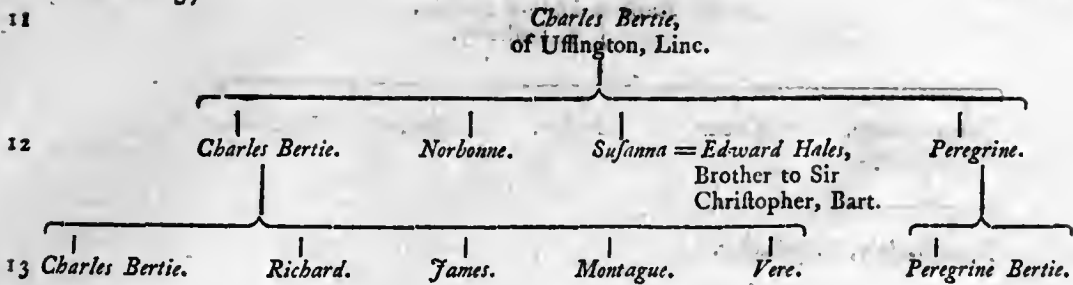 11 Charles Bertie,
of Uffington, Linc.
12 Charles Bertie. Norbonne. Suſanna = Edward Hales, Peregrine.
Brother to Sir
Chriſtopher, Bart.
13 Charles Bertie. Richard. James. Montague. Vere. Peregrine Bertie.